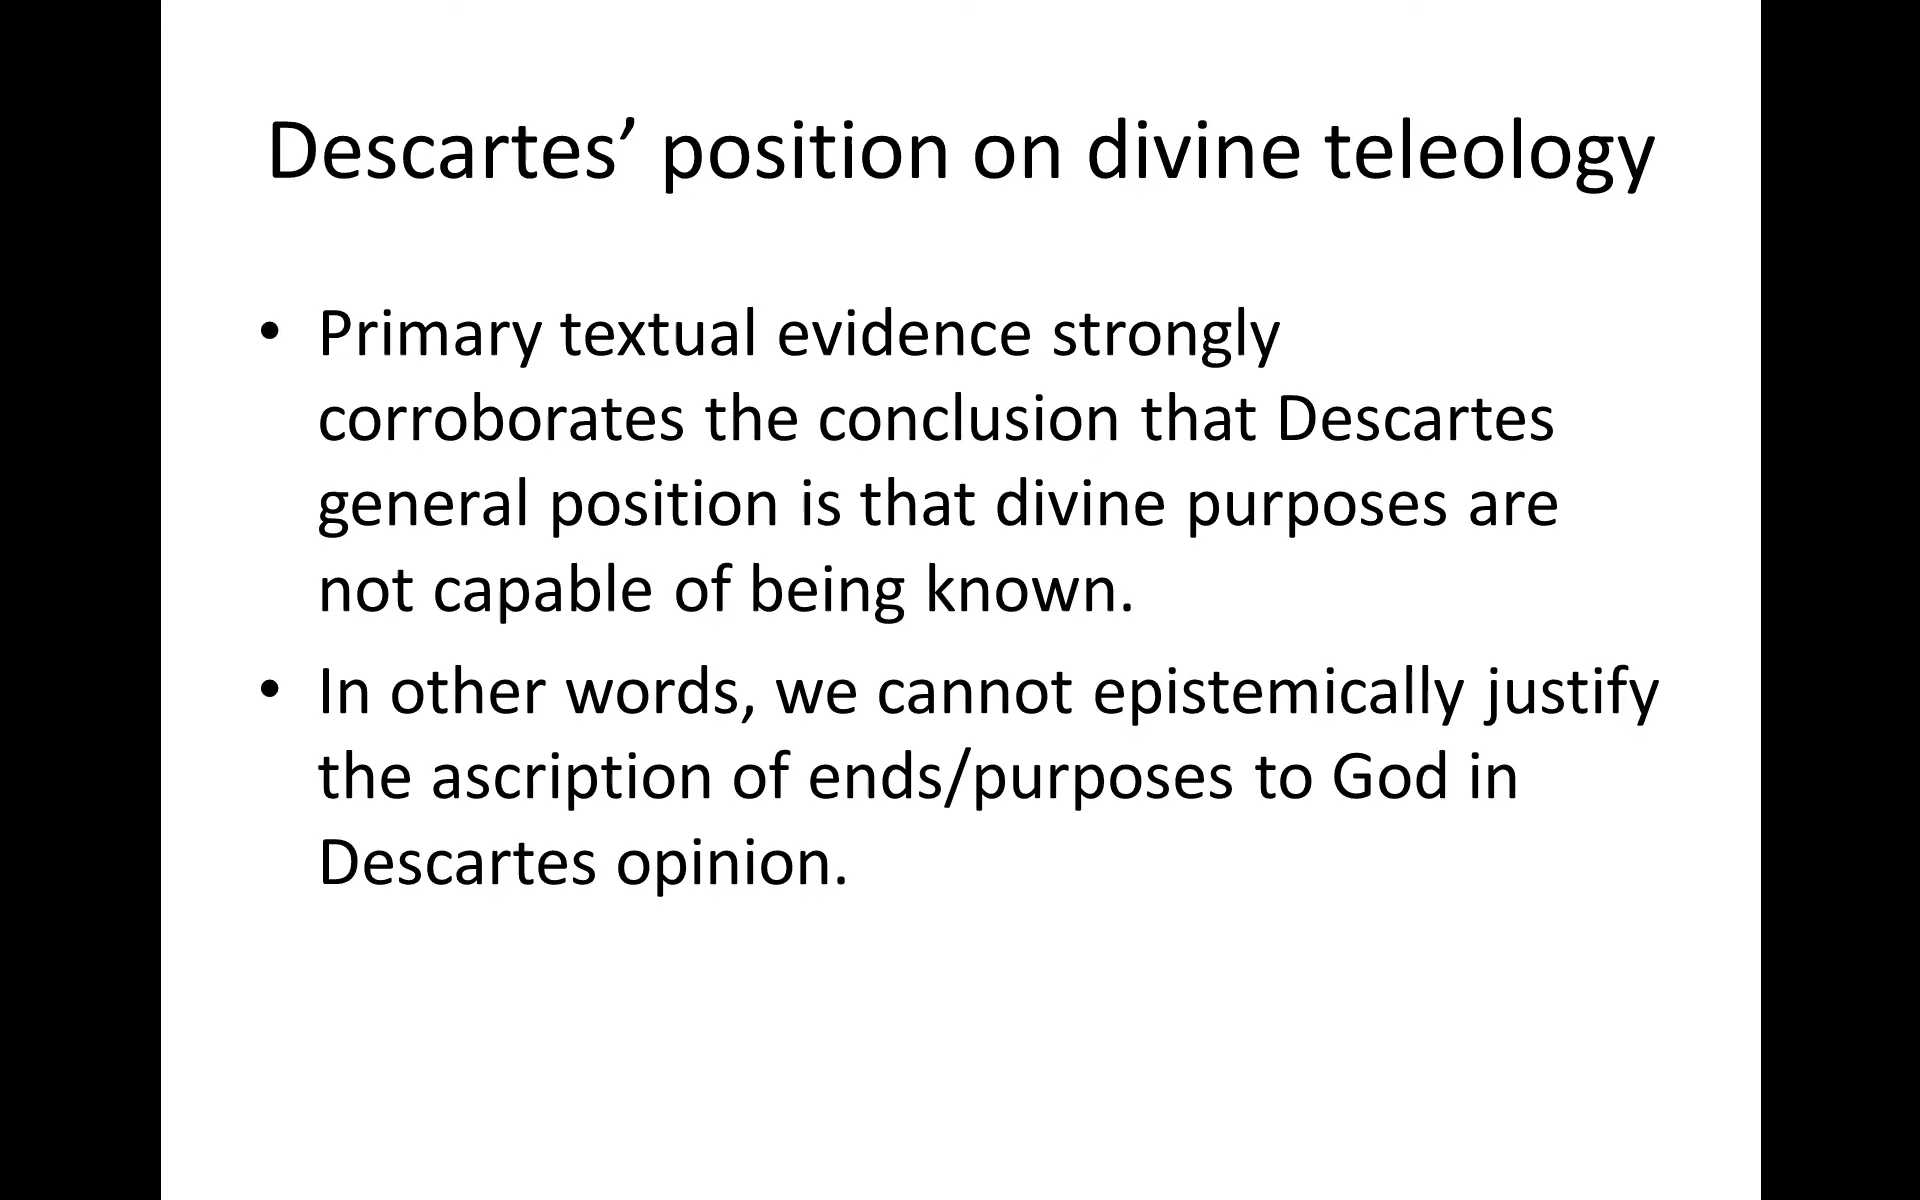 Descartes’ position on divine teleology
• Primary textual evidence strongly
corroborates the conclusion that Descartes
general position is that divine purposes are
not capable of being known.
• In other words, we cannot epistemically justify
the ascription of ends/purposes to God in
Descartes opinion.